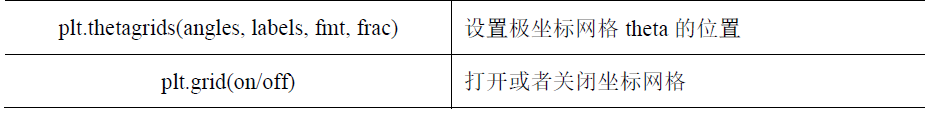 plt.thetagrids(angles, labels, fmt, frac) 设置极坐标网格 theta 的位置
plt.grid(on/off) 打开或者关闭坐标网格